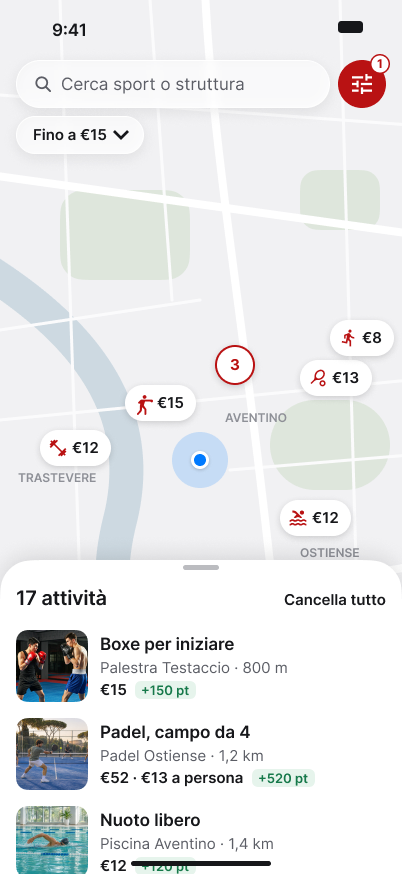 9:41
Cerca sport o struttura
1
Fino a €15
€8
3
€13
€15
AVENTINO
€12
TRASTEVERE
€12
OSTIENSE
17 attività
Cancella tutto
Boxe per iniziare
Palestra Testaccio · 800 m
€15 +150 pt
Padel, campo da 4
Padel Ostiense · 1,2 km
€52 · €13 a persona +520 pt
Nuoto libero
Piscina Aventino · 1,4 km
€12 +120 pt